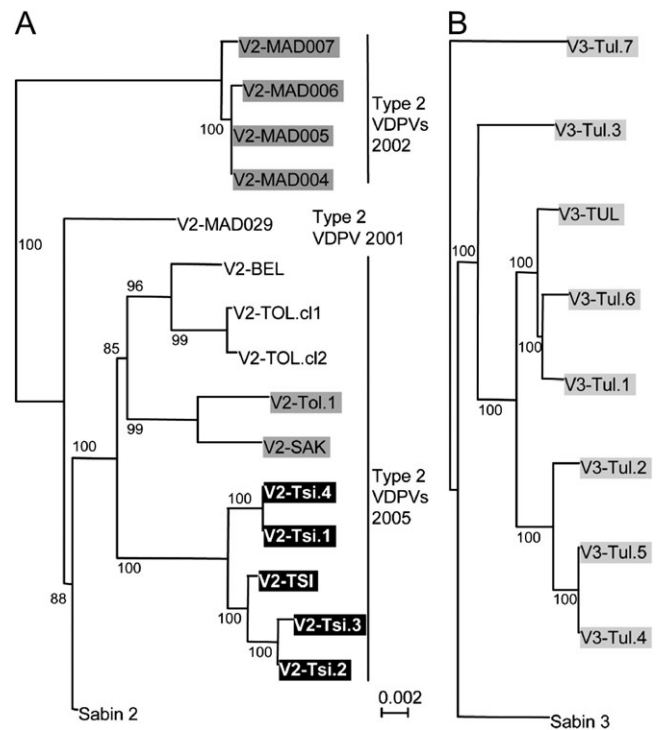 A
V2-MAD007
V2-MAD006
100
V2-MAD005
V2-MAD004
Type 2
VDPVs
2002
100
V2-MAD029
Type 2
VDPV 2001
96
V2-BEL
V2-TOL.cl1
99
V2-TOL.cl2
85
V2-Tol.1
99
V2-SAK
100
V2-Tsi.4
100
V2-Tsi.1
100
V2-TSI
V2-Tsi.3
100
100
V2-Tsi.2
Type 2
VDPVs
2005
88
Sabin 2
0.002
B
V3-Tul.7
V3-Tul.3
100
V3-TUL
100
V3-Tul.6
100
V3-Tul.1
100
V3-Tul.2
100
V3-Tul.5
100
V3-Tul.4
Sabin 3